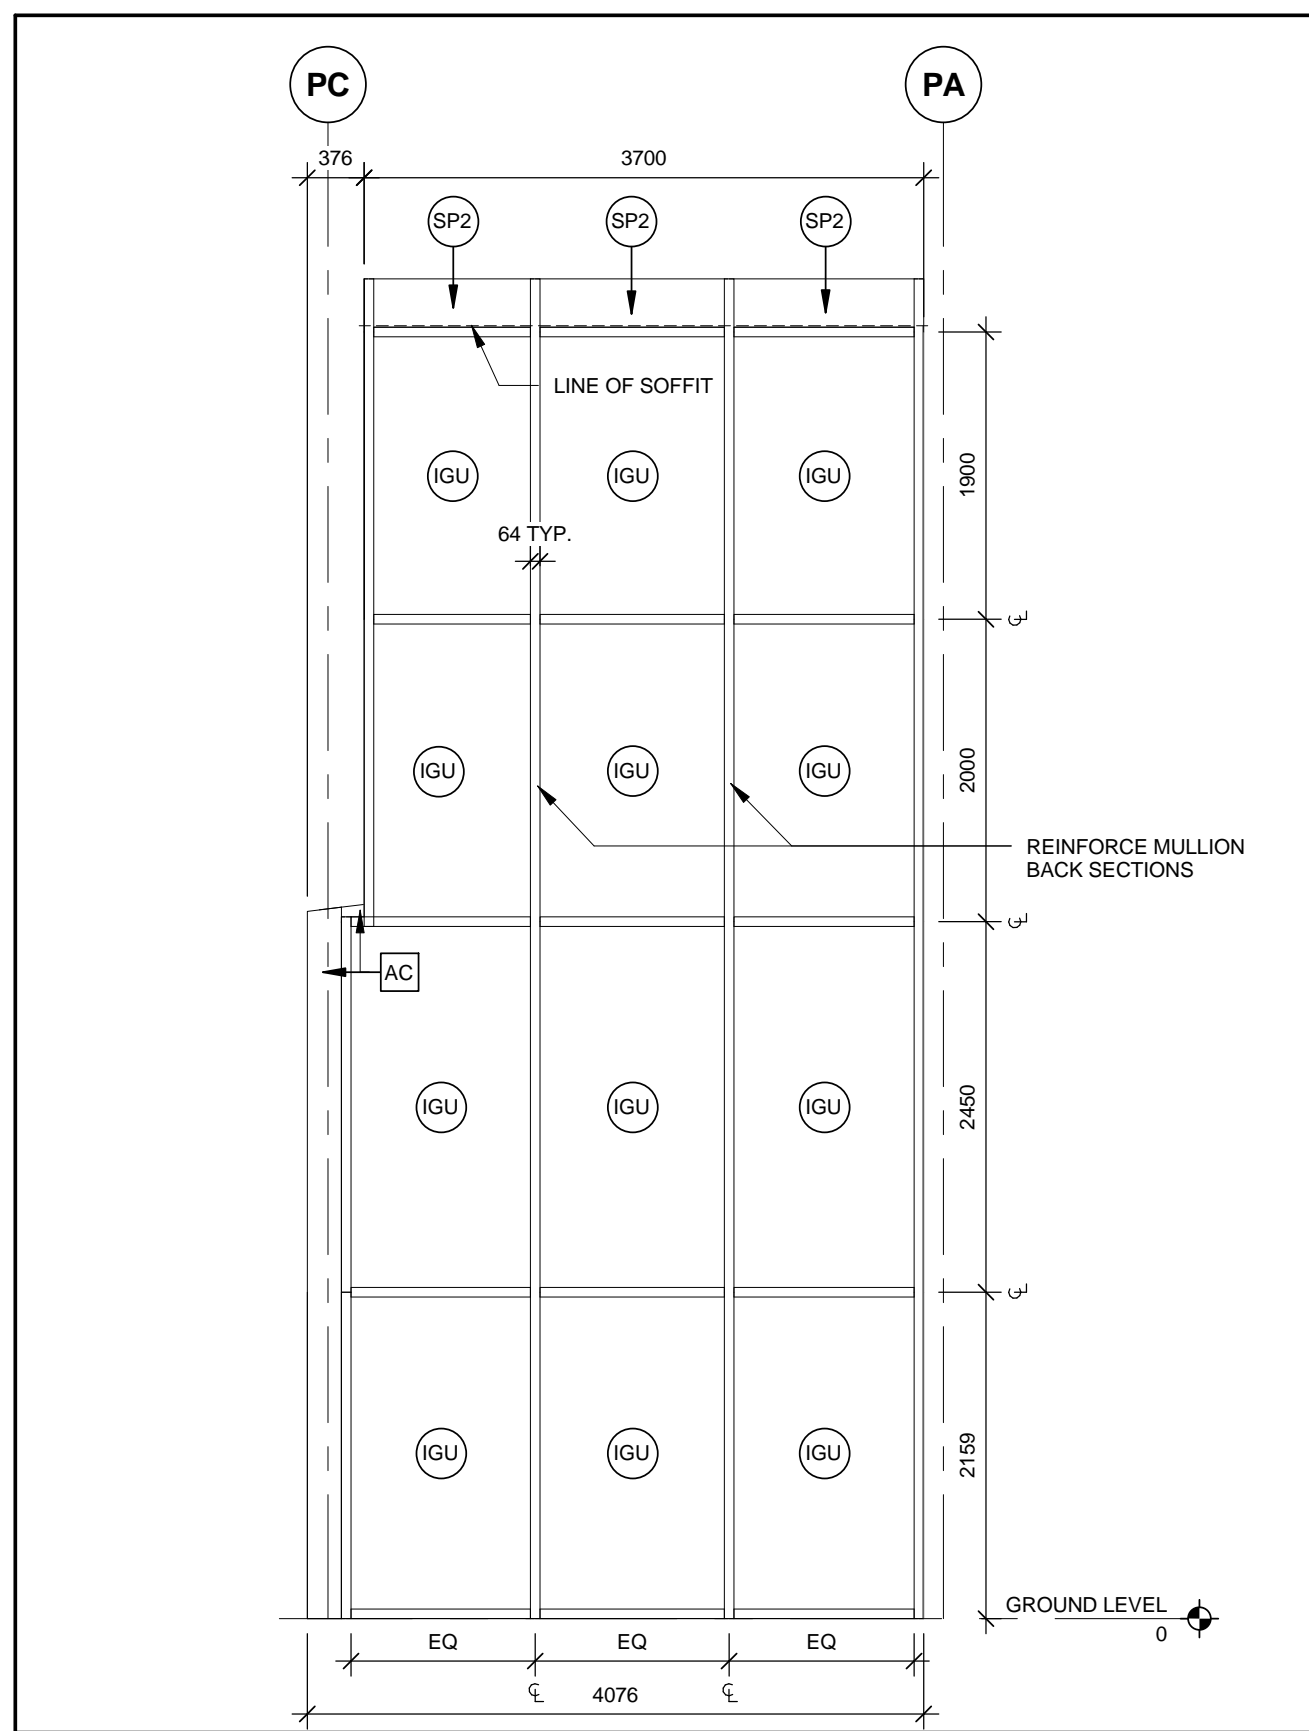 PC
PA
376
3700
SP2
SP2
SP2
LINE OF SOFFIT
1900
IGU
IGU
IGU
64 TYP.
℄
IGU
IGU
IGU
2000
REINFORCE MULLION
BACK SECTIONS
℄
AC
IGU
IGU
IGU
2450
℄
IGU
IGU
IGU
2159
GROUND LEVEL
0
EQ
EQ
EQ
℄
4076
℄